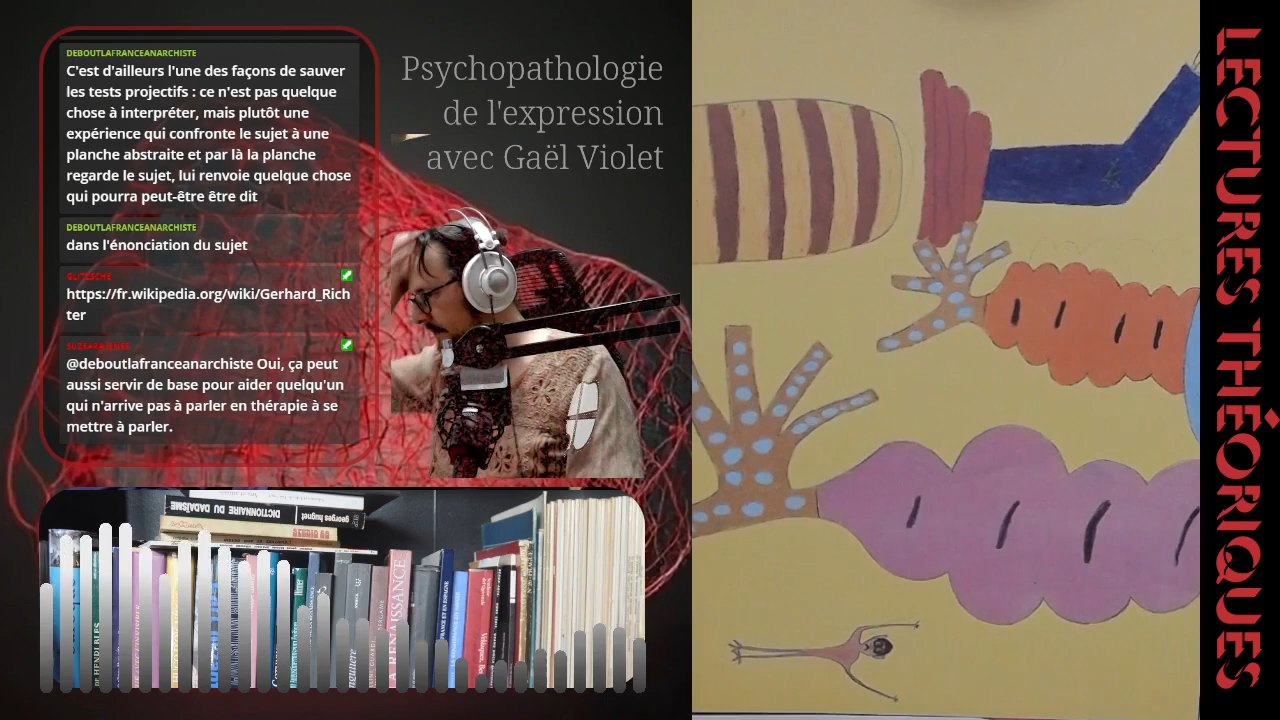 DEBOUTLAFRANCEANARCHISTE
C'est d'ailleurs l'une des façons de sauver
les tests projectifs : ce n'est pas quelque
chose à interpréter, mais plutôt une
expérience qui confronte le sujet à une
planche abstraite et par là la planche
regarde le sujet, lui renvoie quelque chose
qui pourra peut-être être dit
DEBOUTLAFRANCEANARCHISTE
dans l'énonciation du sujet
https://fr.wikipedia.org/wiki/Gerhard_Rich
ter
@deboutlafranceanarchiste Oui, ça peut
aussi servir de base pour aider quelqu'un
qui n'arrive pas à parler en thérapie à se
mettre à parler.
Psychopathologie
de l'expression
avec Gaël Violet
DICTIONNAIRE DU DADAÏSME
georges hugnet
RENAISSANCE
LECTURES THÉORIQUES